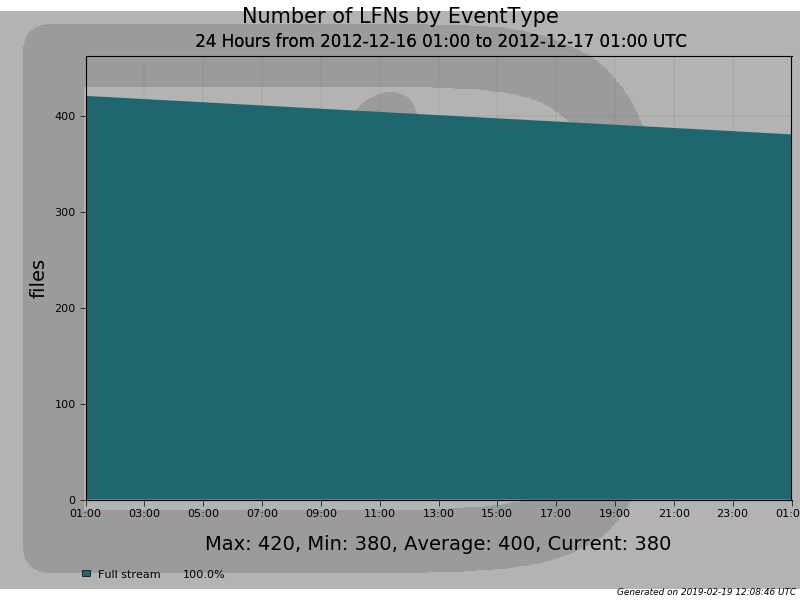 Number of LFNs by EventType
24 Hours from 2012-12-16 01:00 to 2012-12-17 01:00 UTC
400
300
200
100
0
files
01:00 03:00 05:00 07:00 09:00 11:00 13:00 15:00 17:00 19:00 21:00 23:00 01:0
Max: 420, Min: 380, Average: 400, Current: 380
Full stream 100.0%
Generated on 2019-02-19 12:08:46 UTC